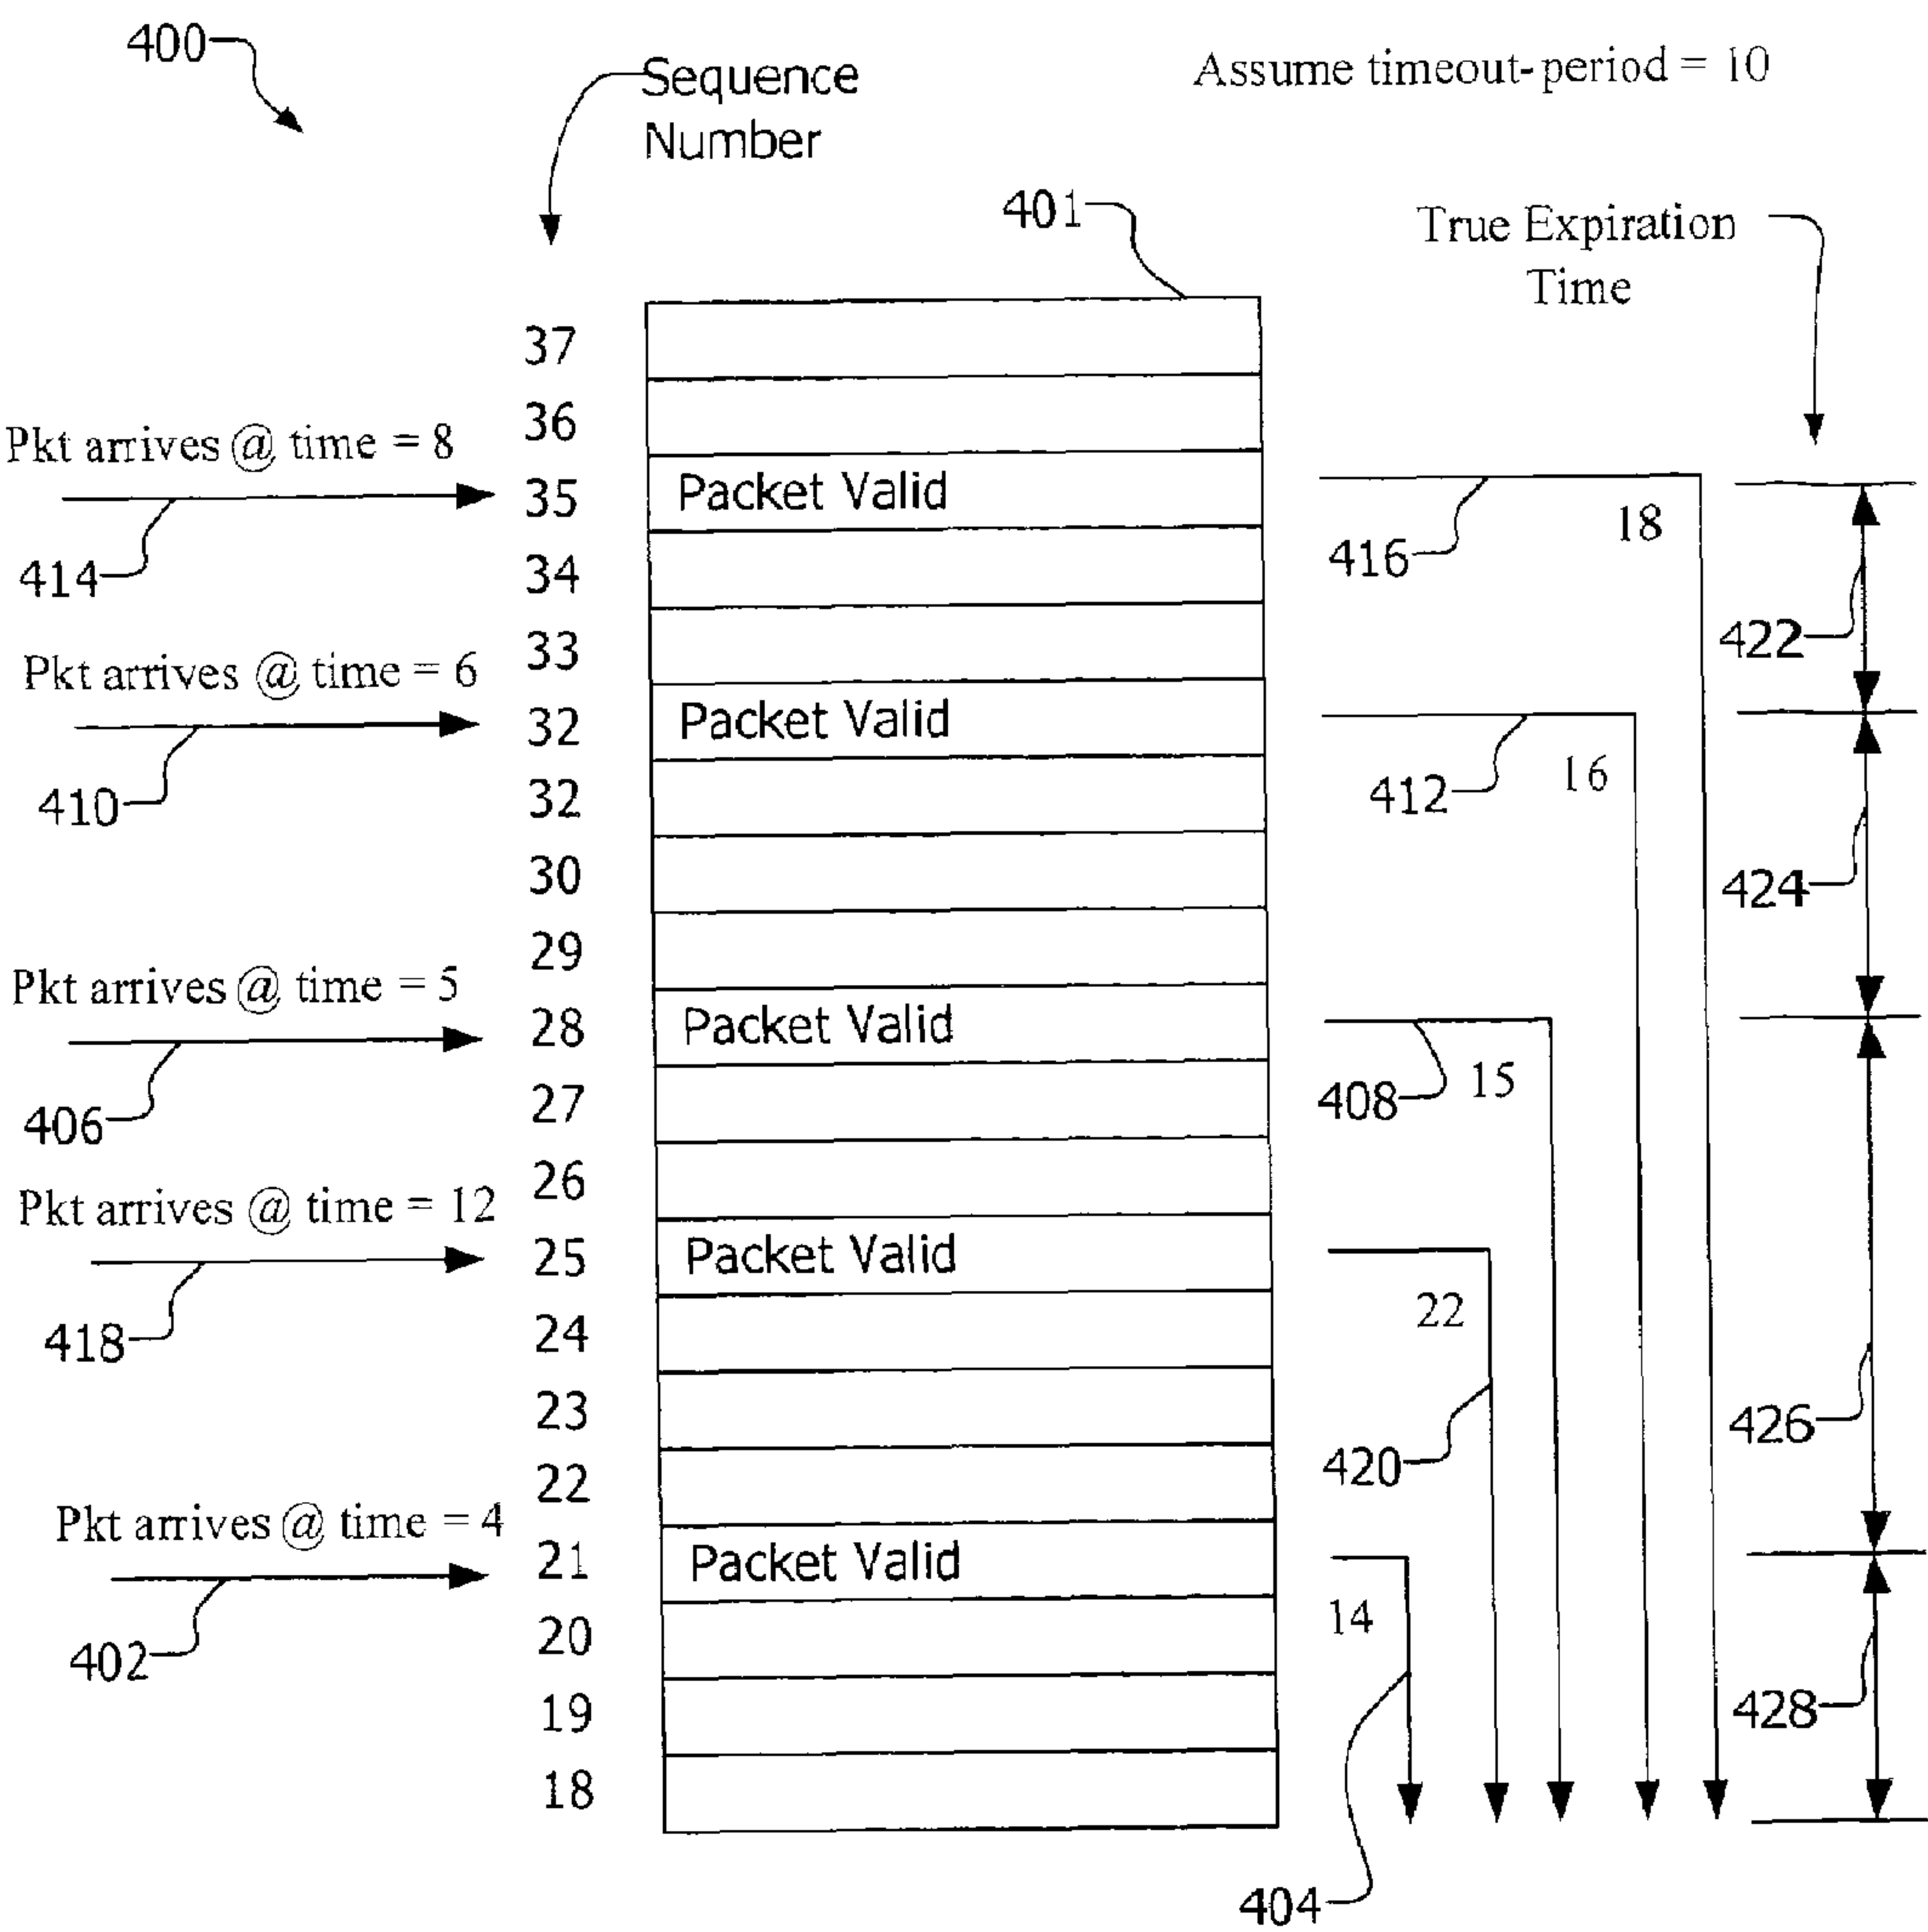 400
Sequence
Number
Assume timeout-period = 10
401
True Expiration
Time
37
36
Pkt arrives @ time = 8
35
Packet Valid
18
416
414
34
422
33
Pkt arrives @ time = 6
32
Packet Valid
16
412
410
32
424
30
29
Pkt arrives @ time = 5
28
Packet Valid
15
408
406
27
26
Pkt arrives @ time = 12
25
Packet Valid
22
418
24
426
23
420
22
Pkt arrives @ time = 4
21
Packet Valid
14
20
402
19
428
18
404